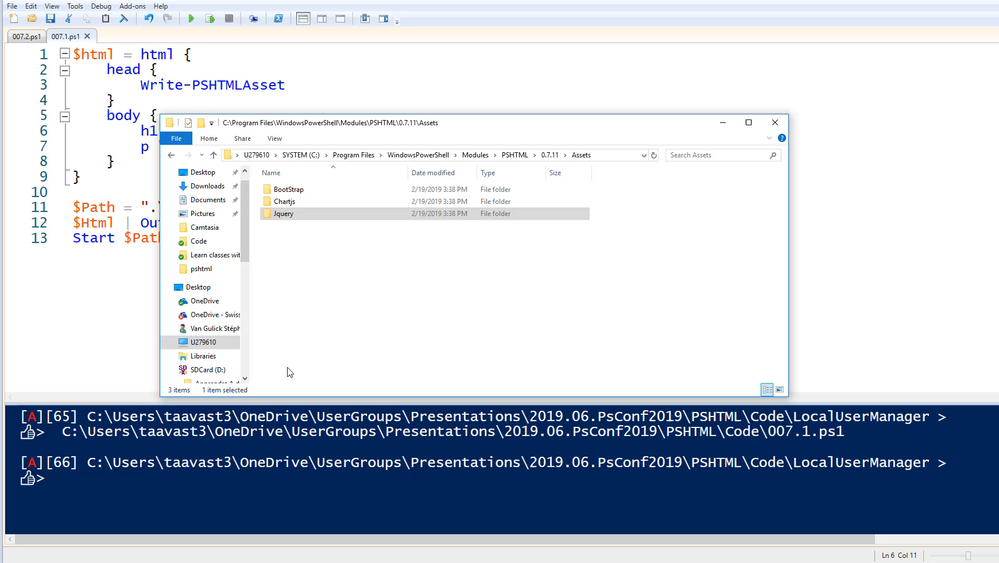 File Edit View Tools Debug Add-ons Help
007.2.ps1 007.1.ps1
1 $html = html {
2 head {
3 Write-PSHTMLAsset
4 }
5 body {
6 h1
7 p
8 }
9 }
10
11 $Path = ".\
12 $Html | Ou
13 Start $Pat
C:\Program Files\WindowsPowerShell\Modules\PSHTML\0.7.11\Assets
File Home Share View
U279610 > SYSTEM (C:) > Program Files > WindowsPowerShell > Modules > PSHTML > 0.7.11 > Assets
Search Assets
Name Date modified Type Size
BootStrap 2/19/2019 3:38 PM File folder
Chartjs 2/19/2019 3:38 PM File folder
Jquery 2/19/2019 3:38 PM File folder
Desktop
Downloads
Documents
Pictures
Camtasia
Code
Learn classes wit
pshtml
Desktop
OneDrive
OneDrive - Swiss
Van Gulick Stéph
U279610
Libraries
SDCard (D:)
3 items 1 item selected
[A][65] C:\Users\taavast3\OneDrive\UserGroups\Presentations\2019.06.PsConf2019\PSHTML\Code\LocalUserManager >
> C:\Users\taavast3\OneDrive\UserGroups\Presentations\2019.06.PsConf2019\PSHTML\Code\007.1.ps1
[A][66] C:\Users\taavast3\OneDrive\UserGroups\Presentations\2019.06.PsConf2019\PSHTML\Code\LocalUserManager >
>
Ln 6 Col 11